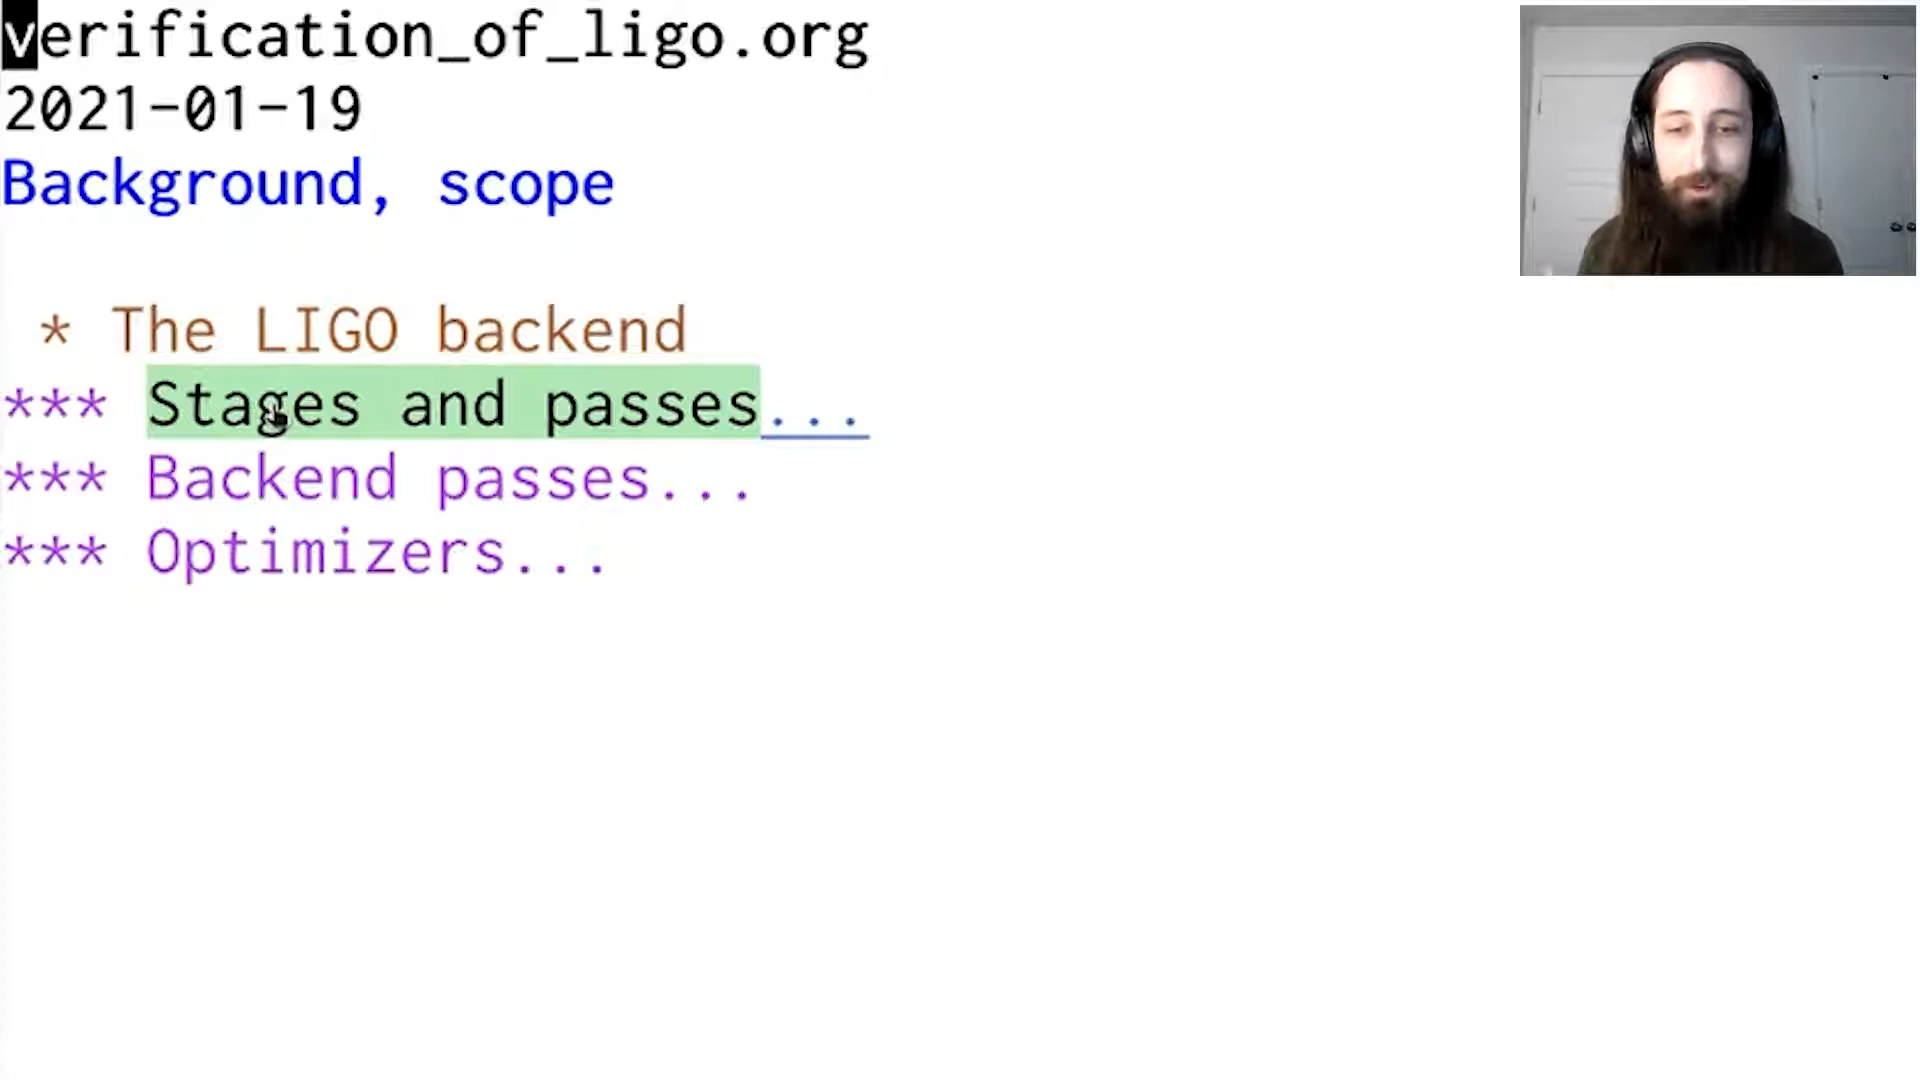 verification_of_ligo.org
2021-01-19
Background, scope
* The LIGO backend
*** Stages and passes...
*** Backend passes...
*** Optimizers...